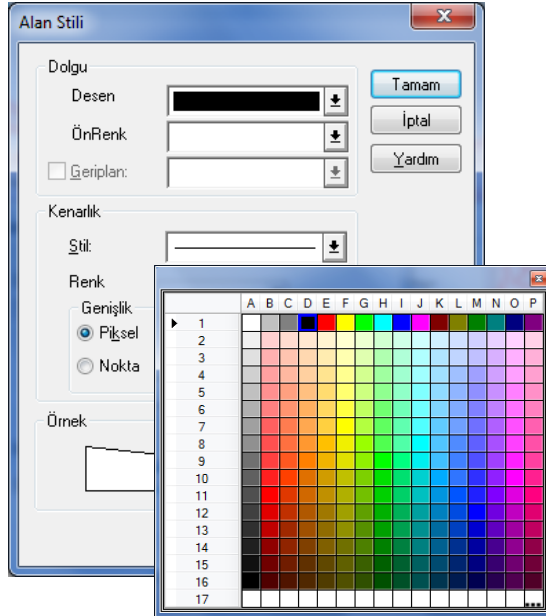 Alan Stili
Dolgu
Desen
Tamam
ÖnRenk
İptal
Geriplan:
Yardım
Kenarlık
Stil:
Renk
Genişlik
Piksel
Nokta
Örnek
A B C D E F G H I J K L M N O P
1
2
3
4
5
6
7
8
9
10
11
12
13
14
15
16
17
...